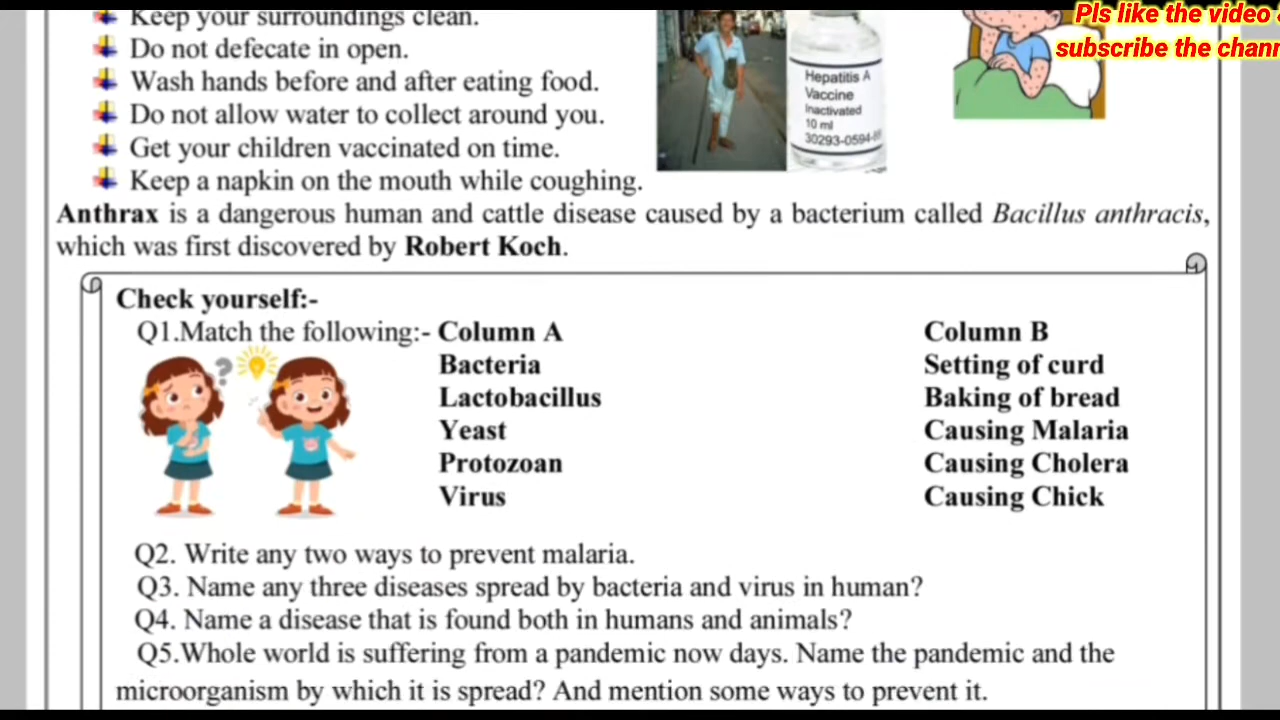 Keep your surroundings clean.
Do not defecate in open.
Wash hands before and after eating food.
Do not allow water to collect around you.
Get your children vaccinated on time.
Keep a napkin on the mouth while coughing.
Hepatitis A
Vaccine
Inactivated
10 ml
30293-0594-
Pls like the video
subscribe the chann
Anthrax is a dangerous human and cattle disease caused by a bacterium called Bacillus anthracis,
which was first discovered by Robert Koch.
Check yourself:-
Q1.Match the following:- Column A Column B
Bacteria Setting of curd
Lactobacillus Baking of bread
Yeast Causing Malaria
Protozoan Causing Cholera
Virus Causing Chick
Q2. Write any two ways to prevent malaria.
Q3. Name any three diseases spread by bacteria and virus in human?
Q4. Name a disease that is found both in humans and animals?
Q5.Whole world is suffering from a pandemic now days. Name the pandemic and the
microorganism by which it is spread? And mention some ways to prevent it.